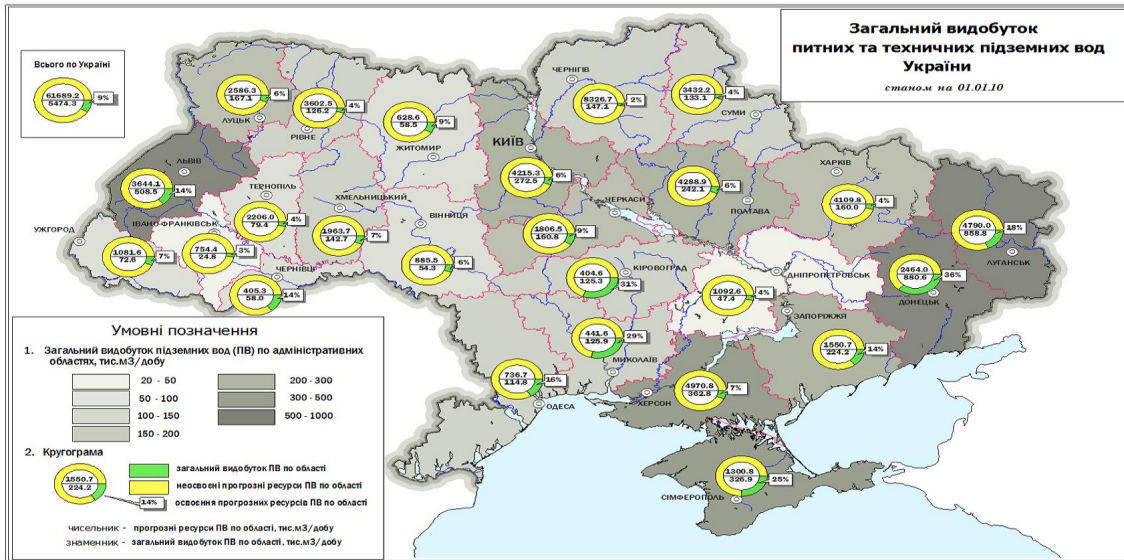 Загальний видобуток
питних та техничних підземних вод
України
станом на 01.01.10
Всього по Україні
61689.2
5474.3
9%
ЧЕРНІГІВ
8326.7
147.1
2%
3432.2
133.1
4%
СУМИ
2586.3
167.1
6%
ЛУЦЬК
3602.5
126.2
4%
РІВНЕ
628.6
58.5
9%
ЖИТОМИР
КИЇВ
4215.3
272.5
6%
4288.9
242.1
6%
ПОЛТАВА
ХАРКІВ
4109.8
160.0
4%
ЛЬВІВ
3644.1
508.5
14%
ТЕРНОПІЛЬ
2206.0
79.4
4%
ХМЕЛЬНИЦЬКИЙ
1963.7
142.7
7%
ВІННИЦЯ
885.5
54.3
6%
ЧЕРКАСИ
1806.5
160.8
9%
4790.0
858.8
18%
ЛУГАНСЬК
УЖГОРОД
1081.6
72.6
7%
ІВАНО-ФРАНКІВСЬК
754.4
24.8
3%
ЧЕРНІВЦІ
405.3
58.0
14%
КІРОВОГРАД
404.6
125.3
31%
ДНІПРОПЕТРОВСЬК
1092.6
47.4
4%
2464.0
880.6
36%
ДОНЕЦЬК
441.6
125.9
29%
МИКОЛАЇВ
ЗАПОРІЖЖЯ
1550.7
224.2
14%
736.7
114.8
16%
ОДЕСА
ХЕРСОН
4970.8
362.8
7%
1300.8
326.9
25%
СІМФЕРОПОЛЬ
Умовні позначення
1. Загальний видобуток підземних вод (ПВ) по адміністративних
областях, тис.м3/добу
20 - 50
50 - 100
100 - 150
150 - 200
200 - 300
300 - 500
500 - 1000
2. Кругограма
1550.7
224.2
14%
загальний видобуток ПВ по області
неосвоєні прогрозні ресурси ПВ по області
освоєння прогрозних ресурсів ПВ по області
чисельник - прогрозні ресурси ПВ по області, тис.м3/добу
знаменник - загальний видобуток ПВ по області, тис.м3/добу